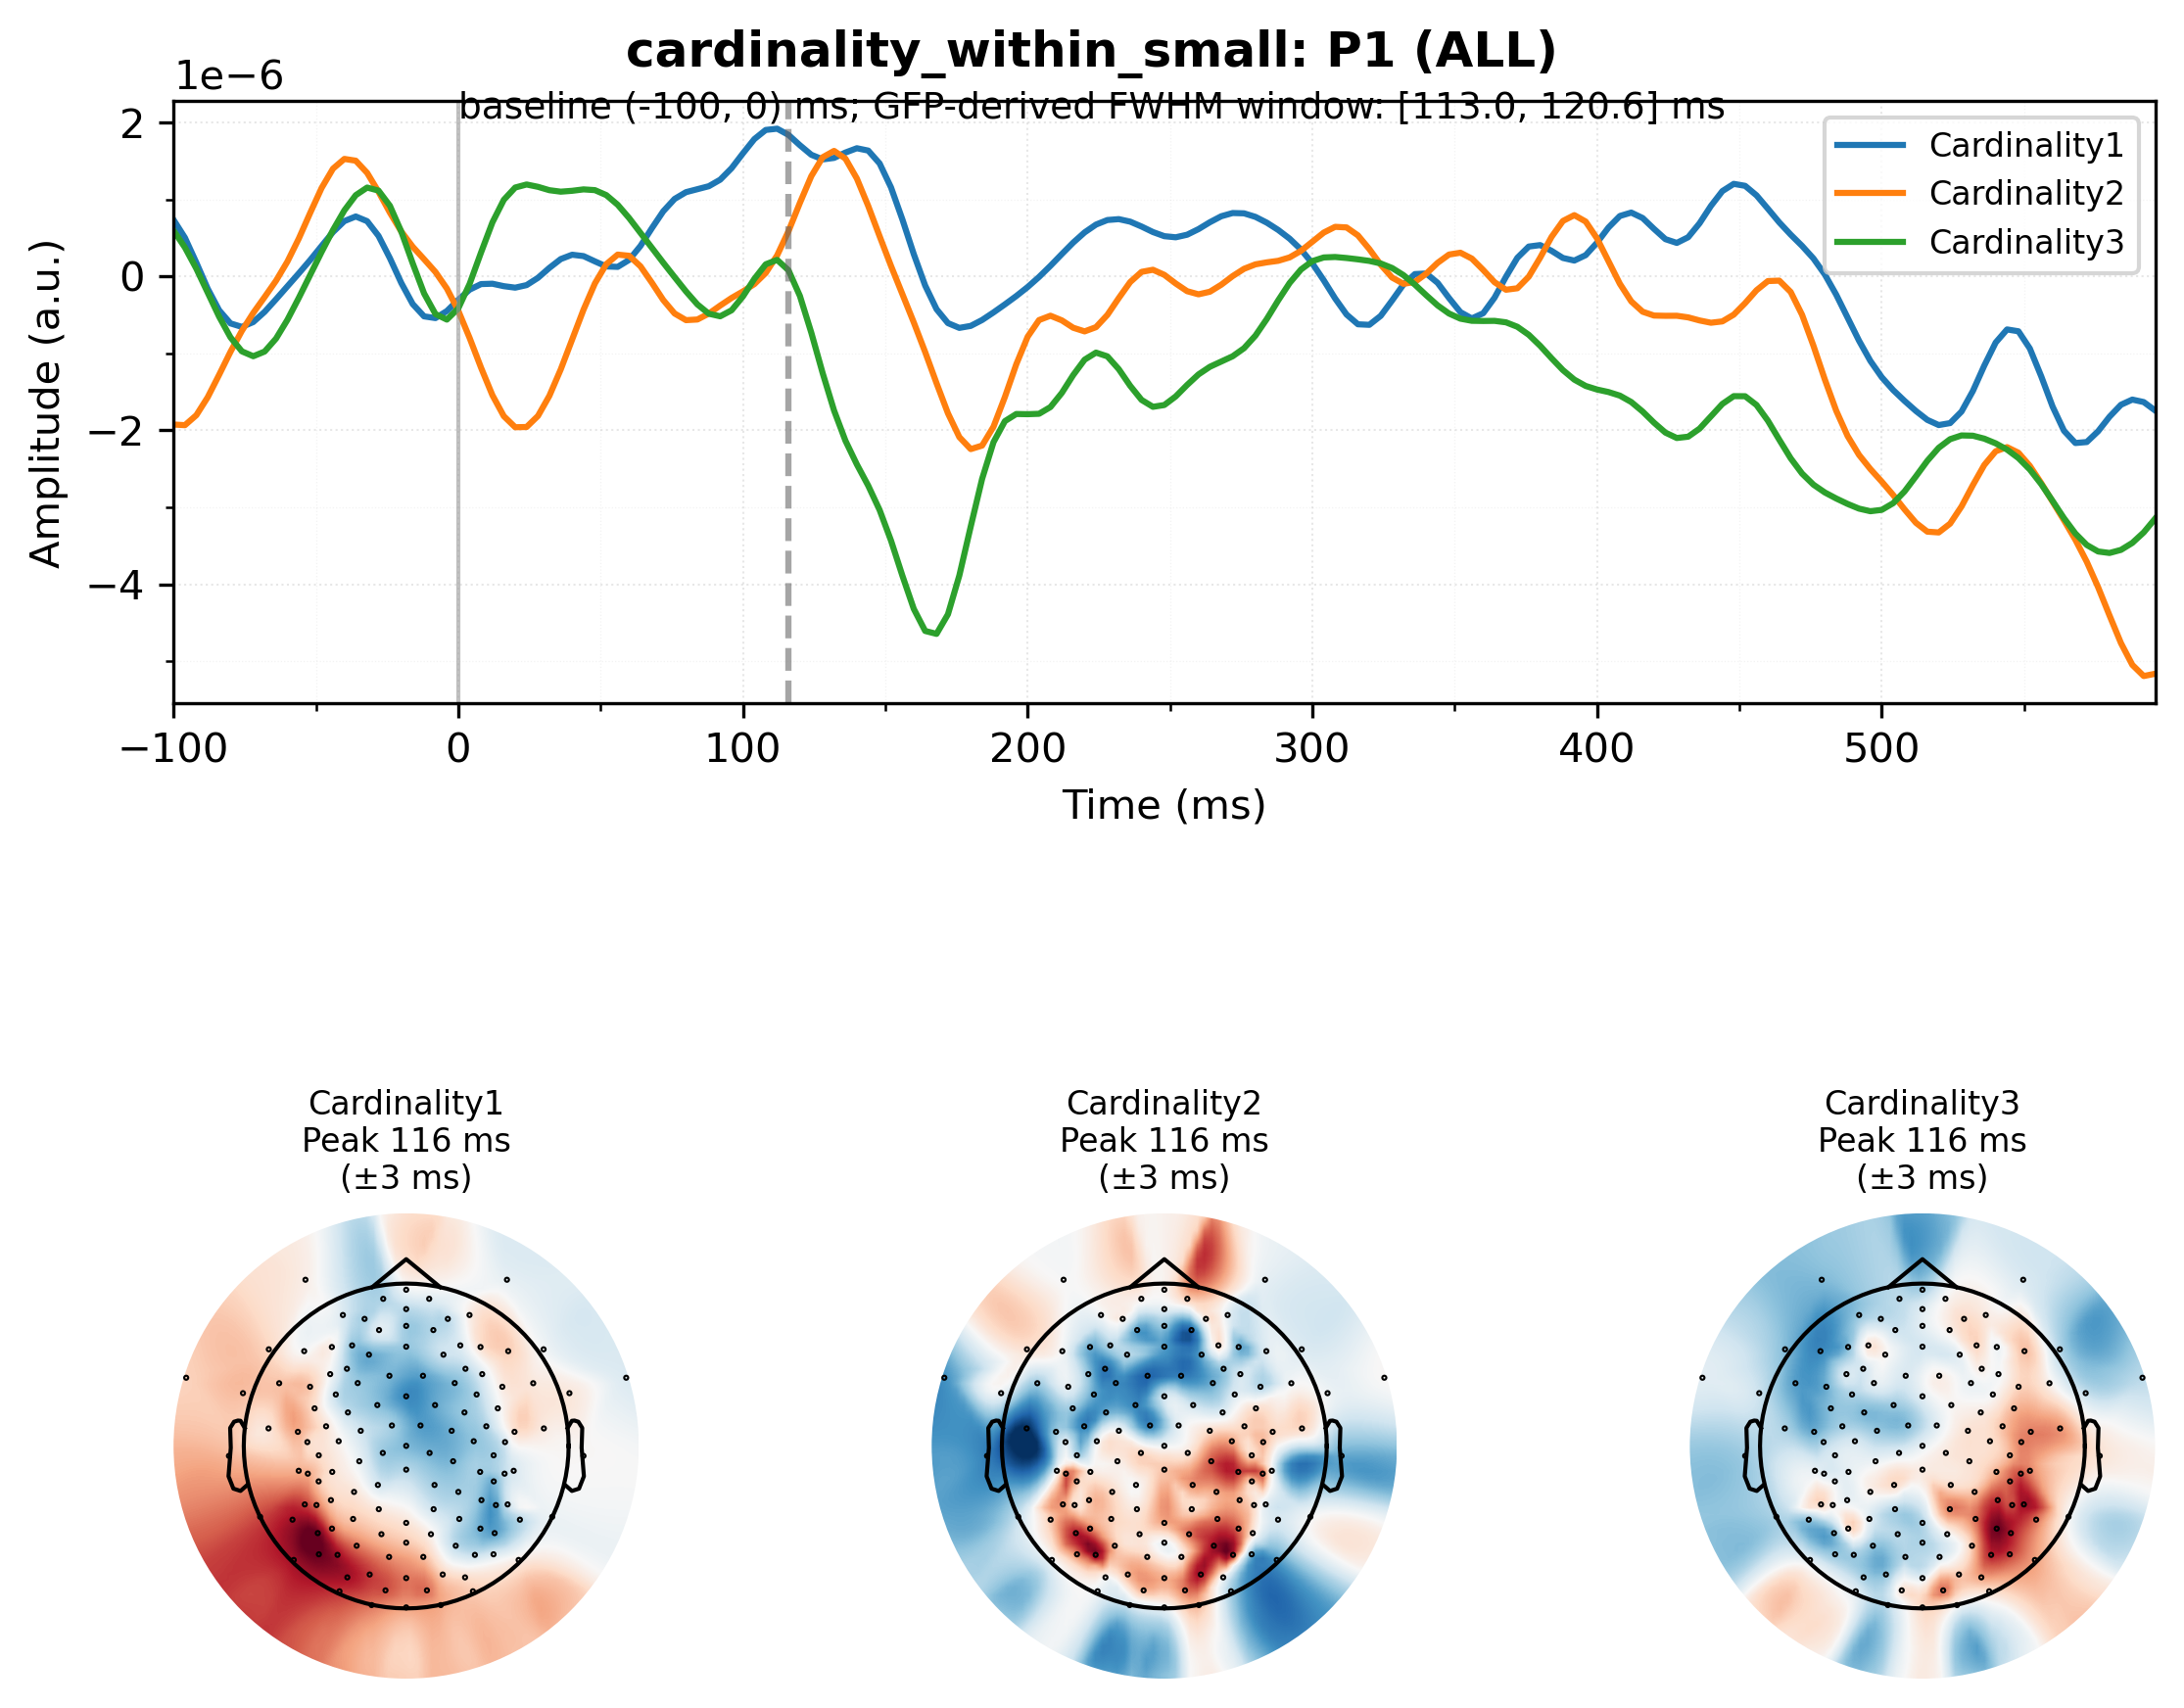 cardinality_within_small: P1 (ALL)
1e−6
baseline (-100, 0) ms; GFP-derived FWHM window: [113.0, 120.6] ms
Cardinality1
Cardinality2
Cardinality3
Amplitude (a.u.)
2
0
−2
−4
−100
0
100
200
300
400
500
Time (ms)
Cardinality1
Peak 116 ms
(±3 ms)
Cardinality2
Peak 116 ms
(±3 ms)
Cardinality3
Peak 116 ms
(±3 ms)